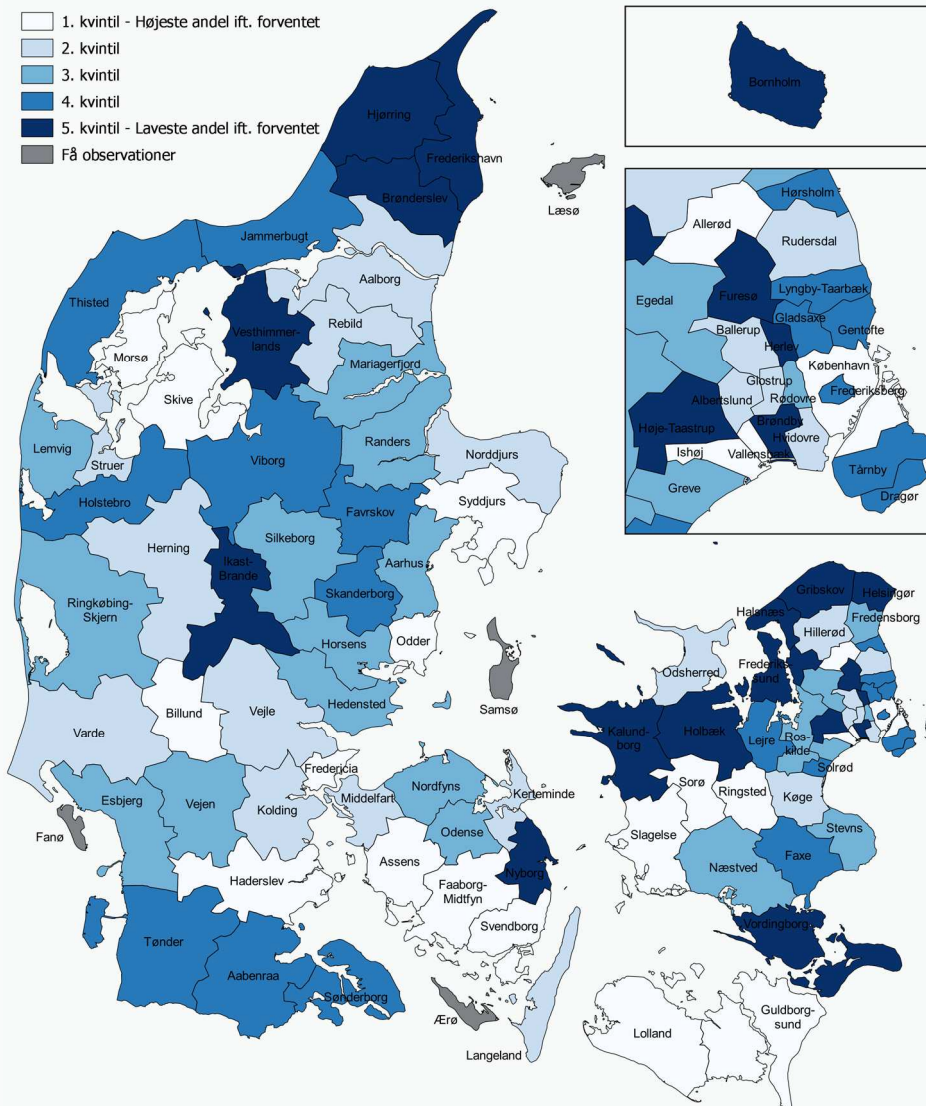 1. kvintil - Højeste andel ift. forventet
2. kvintil
3. kvintil
4. kvintil
5. kvintil - Laveste andel ift. forventet
Få observationer
Bornholm
Hjørring
Frederikshavn
Brønderslev
Læsø
Jammerbugt
Aalborg
Thisted
Vesthimmer-
lands
Rebild
Morsø
Mariagerfjord
Skive
Lemvig
Struer
Viborg
Randers
Norddjurs
Holstebro
Favrskov
Syddjurs
Herning
Ikast-
Brande
Silkeborg
Aarhus
Skanderborg
Ringkøbing-
Skjern
Horsens
Odder
Hedensted
Samsø
Billund
Vejle
Varde
Fredericia
Esbjerg
Vejen
Kolding
Middelfart
Nordfyns
Kerteminde
Odense
Fanø
Haderslev
Assens
Nyborg
Faaborg-
Midtfyn
Svendborg
Tønder
Aabenraa
Sønderborg
Ærø
Langeland
Hørsholm
Allerød
Rudersdal
Egedal
Furesø
Lyngby-Taarbæk
Gladsaxe
Gentofte
Ballerup
Herlev
København
Glostrup
Frederiksberg
Albertslund
Rødovre
Høje-Taastrup
Brøndby
Hvidovre
Ishøj
Vallensbæk
Tårnby
Greve
Dragør
Gribskov
Helsingør
Halsnæs
Fredensborg
Hillerød
Odsherred
Frederiks-
sund
Kalund-
borg
Holbæk
Lejre
Ros-
kilde
Solrød
Sorø
Ringsted
Køge
Slagelse
Stevns
Næstved
Faxe
Vordingborg
Guldborg-
sund
Lolland